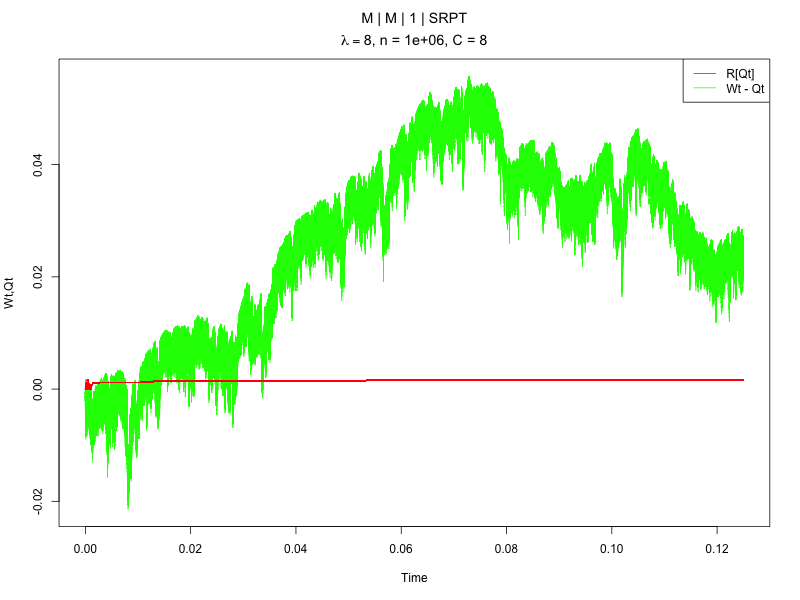 M | M | 1 | SRPT
λ = 8, n = 1e+06, C = 8
R[Qt]
Wt - Qt
0.04
0.02
0.00
-0.02
Wt,Qt
0.00 0.02 0.04 0.06 0.08 0.10 0.12
Time